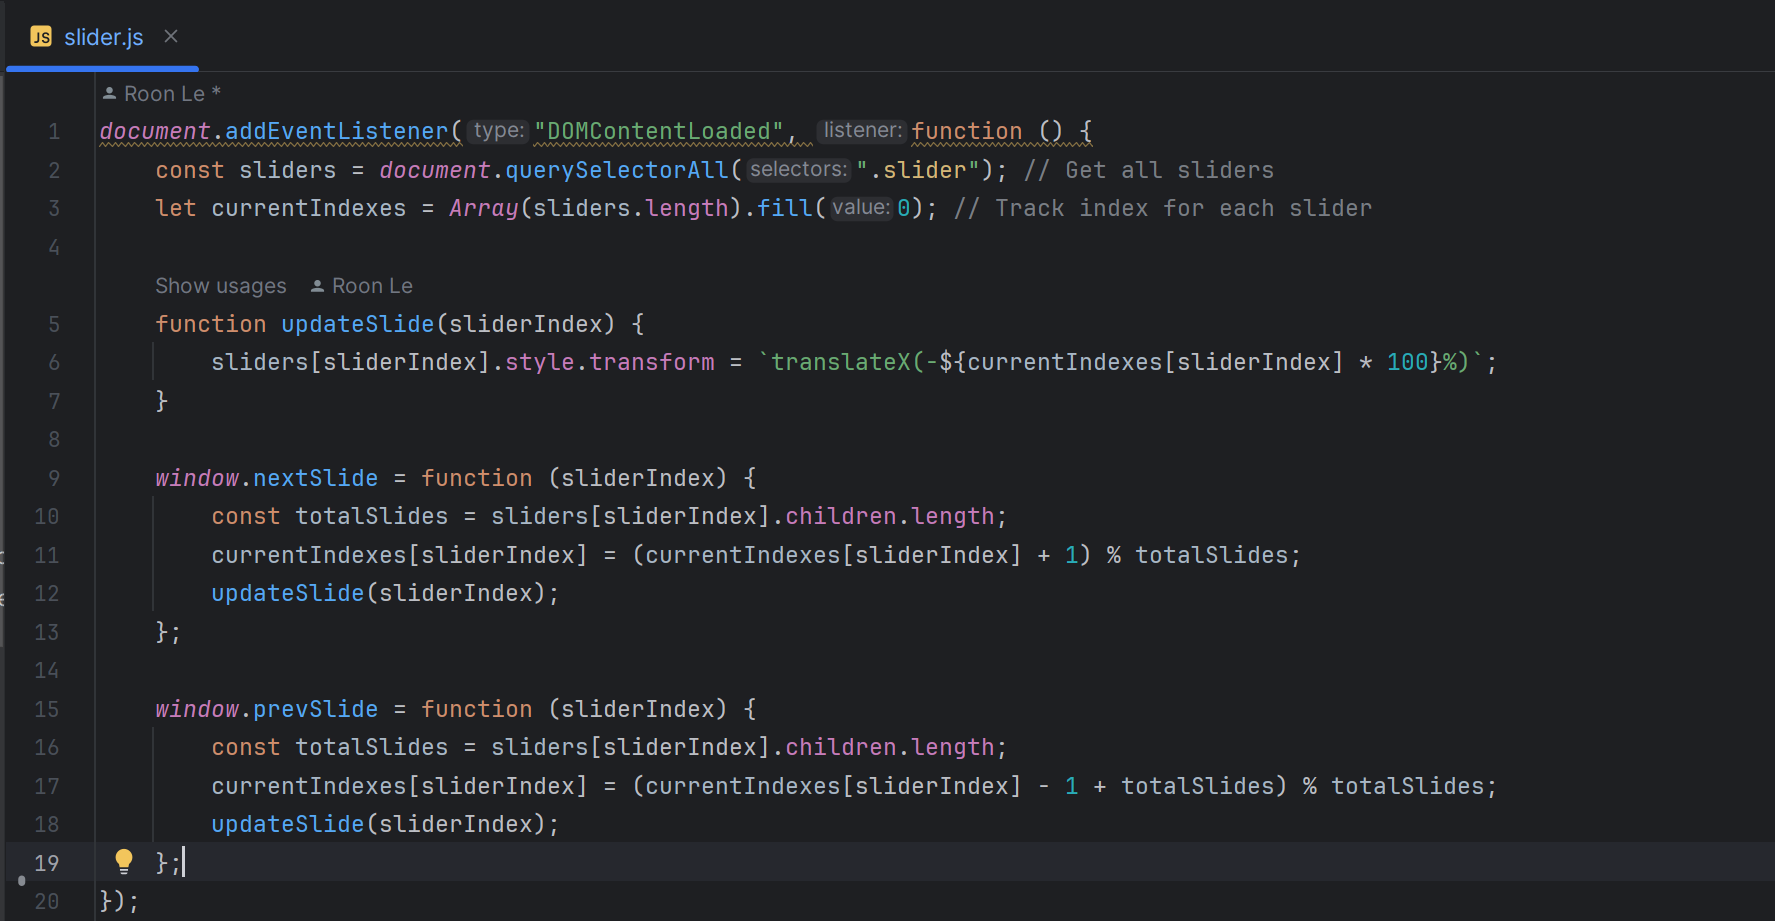 JS slider.js ×
Roon Le *
1 document.addEventListener( type: "DOMContentLoaded", listener: function () {
2     const sliders = document.querySelectorAll( selectors: ".slider"); // Get all sliders
3     let currentIndexes = Array(sliders.length).fill( value: 0); // Track index for each slider
4
Show usages Roon Le
5     function updateSlide(sliderIndex) {
6         sliders[sliderIndex].style.transform = `translateX(-${currentIndexes[sliderIndex] * 100}%)`;
7     }
8
9     window.nextSlide = function (sliderIndex) {
10         const totalSlides = sliders[sliderIndex].children.length;
11         currentIndexes[sliderIndex] = (currentIndexes[sliderIndex] + 1) % totalSlides;
12         updateSlide(sliderIndex);
13     };
14
15     window.prevSlide = function (sliderIndex) {
16         const totalSlides = sliders[sliderIndex].children.length;
17         currentIndexes[sliderIndex] = (currentIndexes[sliderIndex] - 1 + totalSlides) % totalSlides;
18         updateSlide(sliderIndex);
19     };
20 });